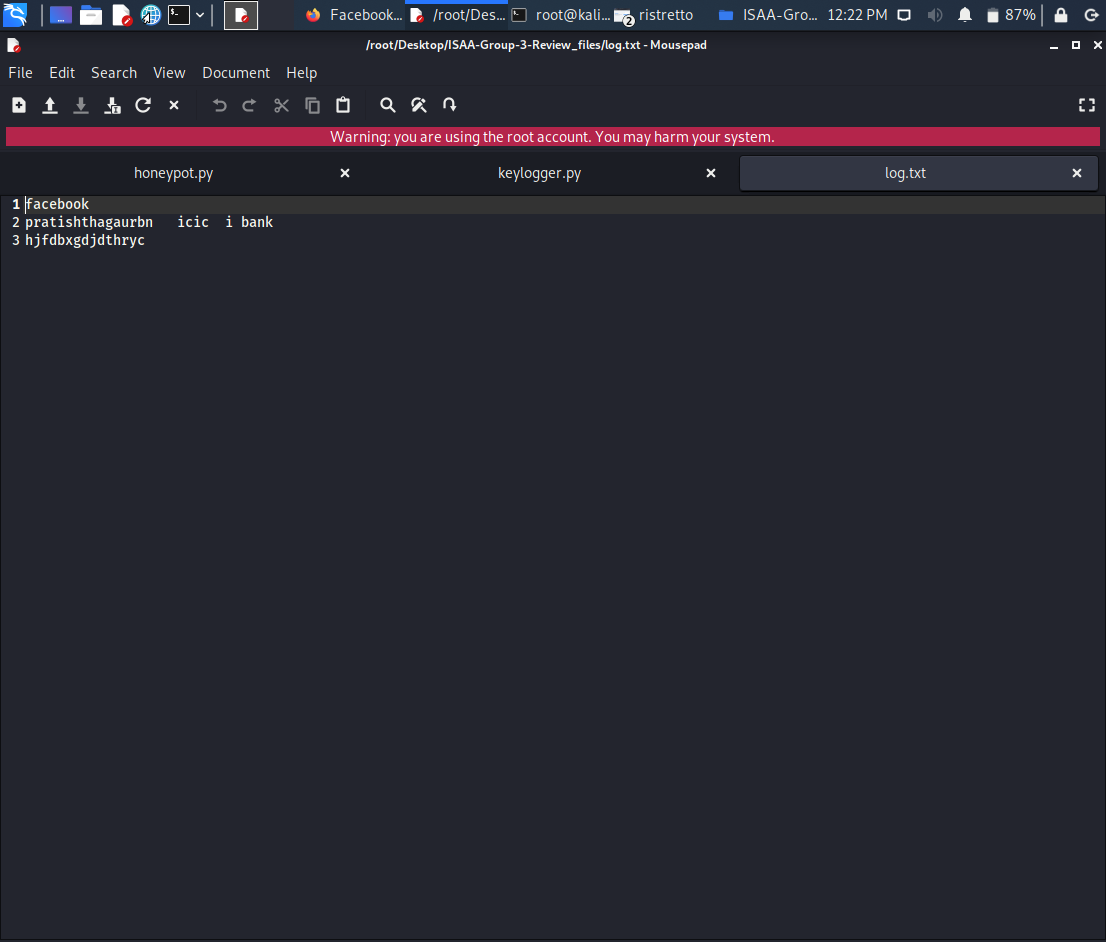 Facebook... /root/Des... root@kali... 2 ristretto ISAA-Gro... 12:22 PM 87%
/root/Desktop/ISAA-Group-3-Review_files/log.txt - Mousepad
File Edit Search View Document Help
Warning: you are using the root account. You may harm your system.
honeypot.py keylogger.py log.txt
1 facebook
2 pratishthagaurbn   icic  i bank
3 hjfdbxgdjdthryc